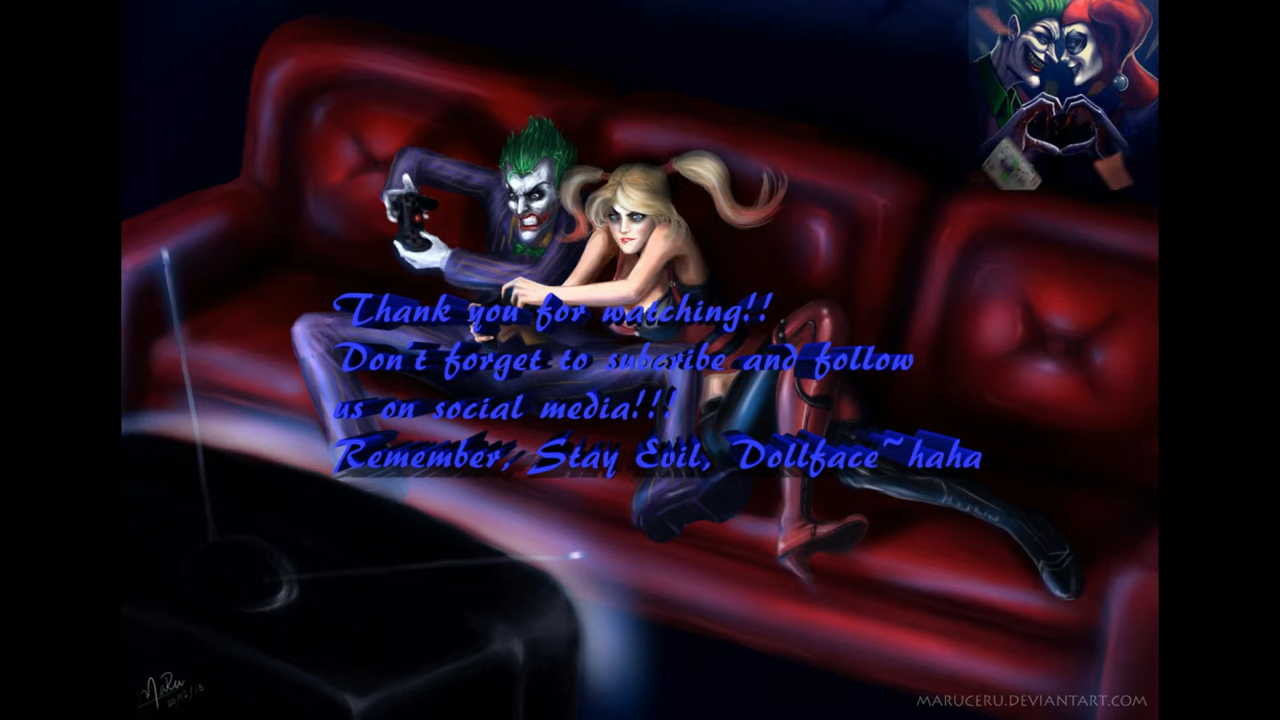 Thank you for watching!!
Don't forget to subcribe and follow
us on social media!!!
Remember, Stay Evil, Dollface~haha
MaRu
MARUCERU.DEVIANTART.COM